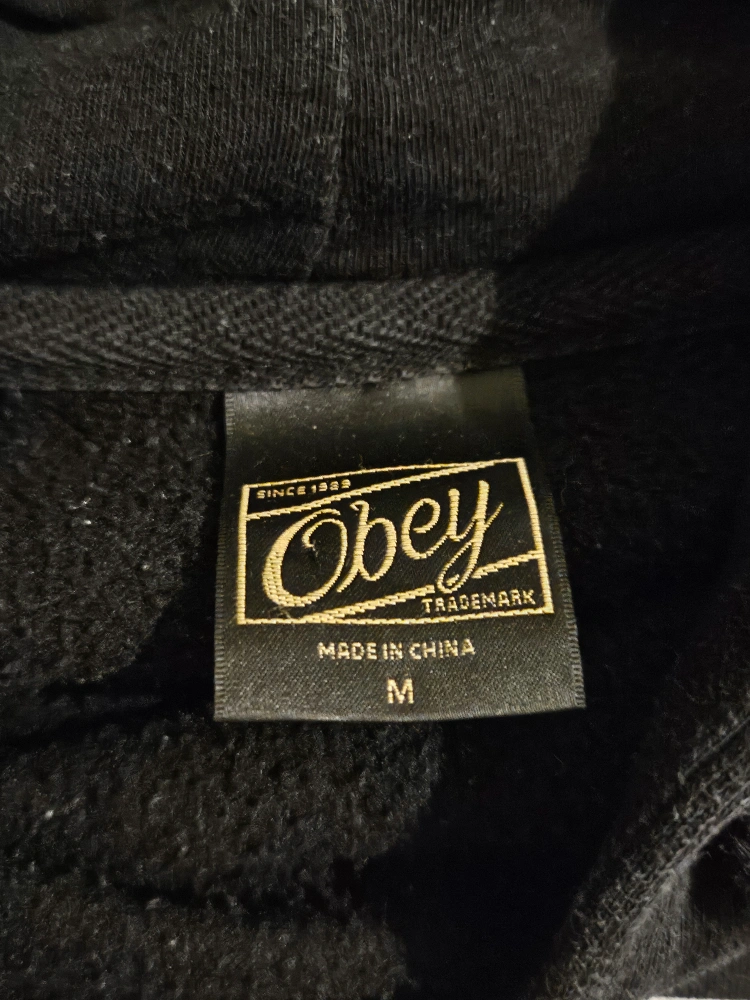 SINCE 1989
Obey
TRADEMARK
MADE IN CHINA
M